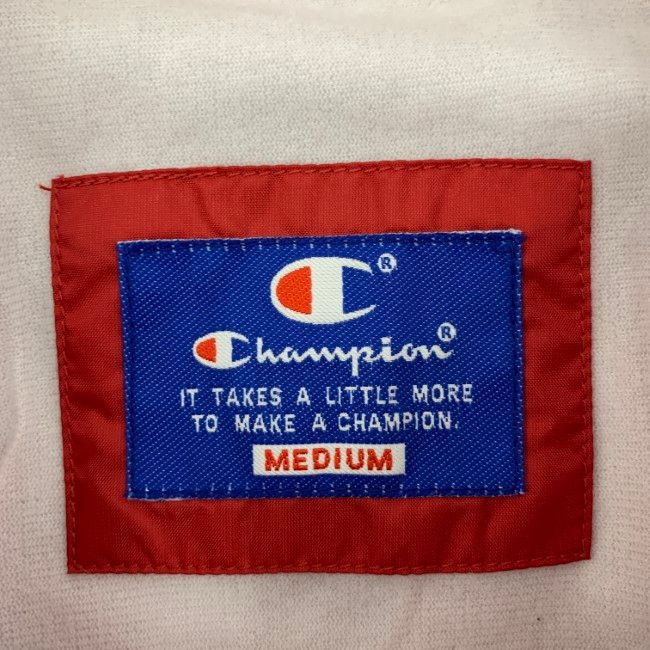 C®
Champion®
IT TAKES A LITTLE MORE
TO MAKE A CHAMPION.
MEDIUM